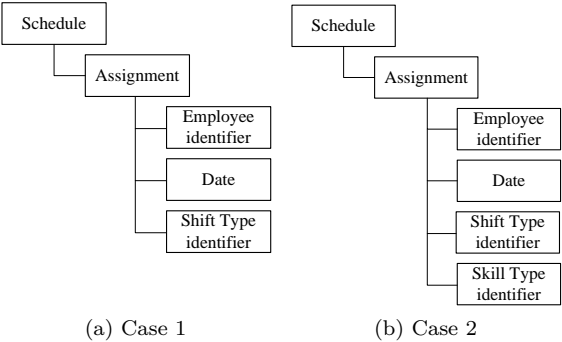 Schedule
Assignment
Employee
identifier
Date
Shift Type
identifier
(a) Case 1
Schedule
Assignment
Employee
identifier
Date
Shift Type
identifier
Skill Type
identifier
(b) Case 2